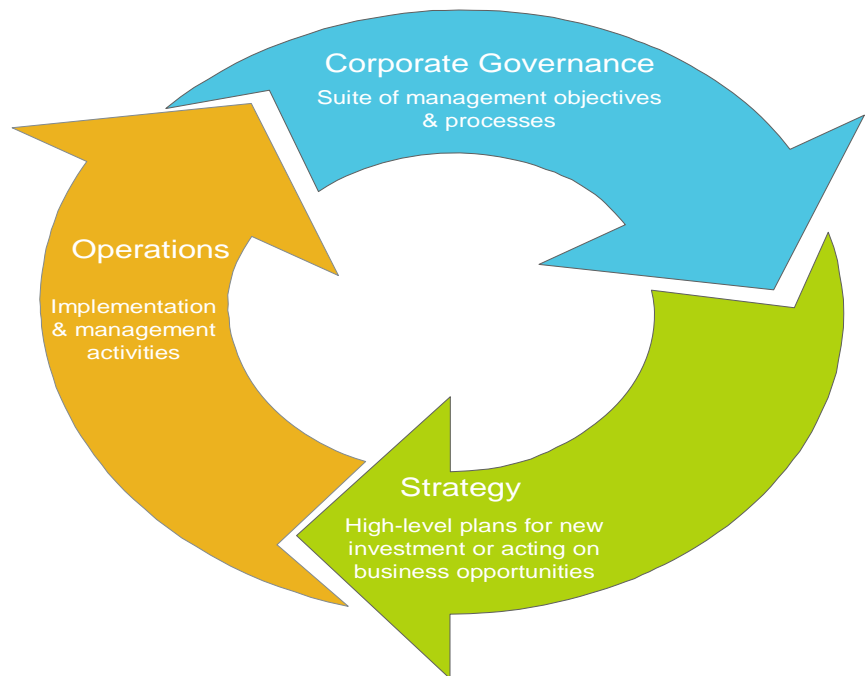 Corporate Governance
Suite of management objectives
& processes
Operations
Implementation
& management
activities
Strategy
High-level plans for new
investment or acting on
business opportunities